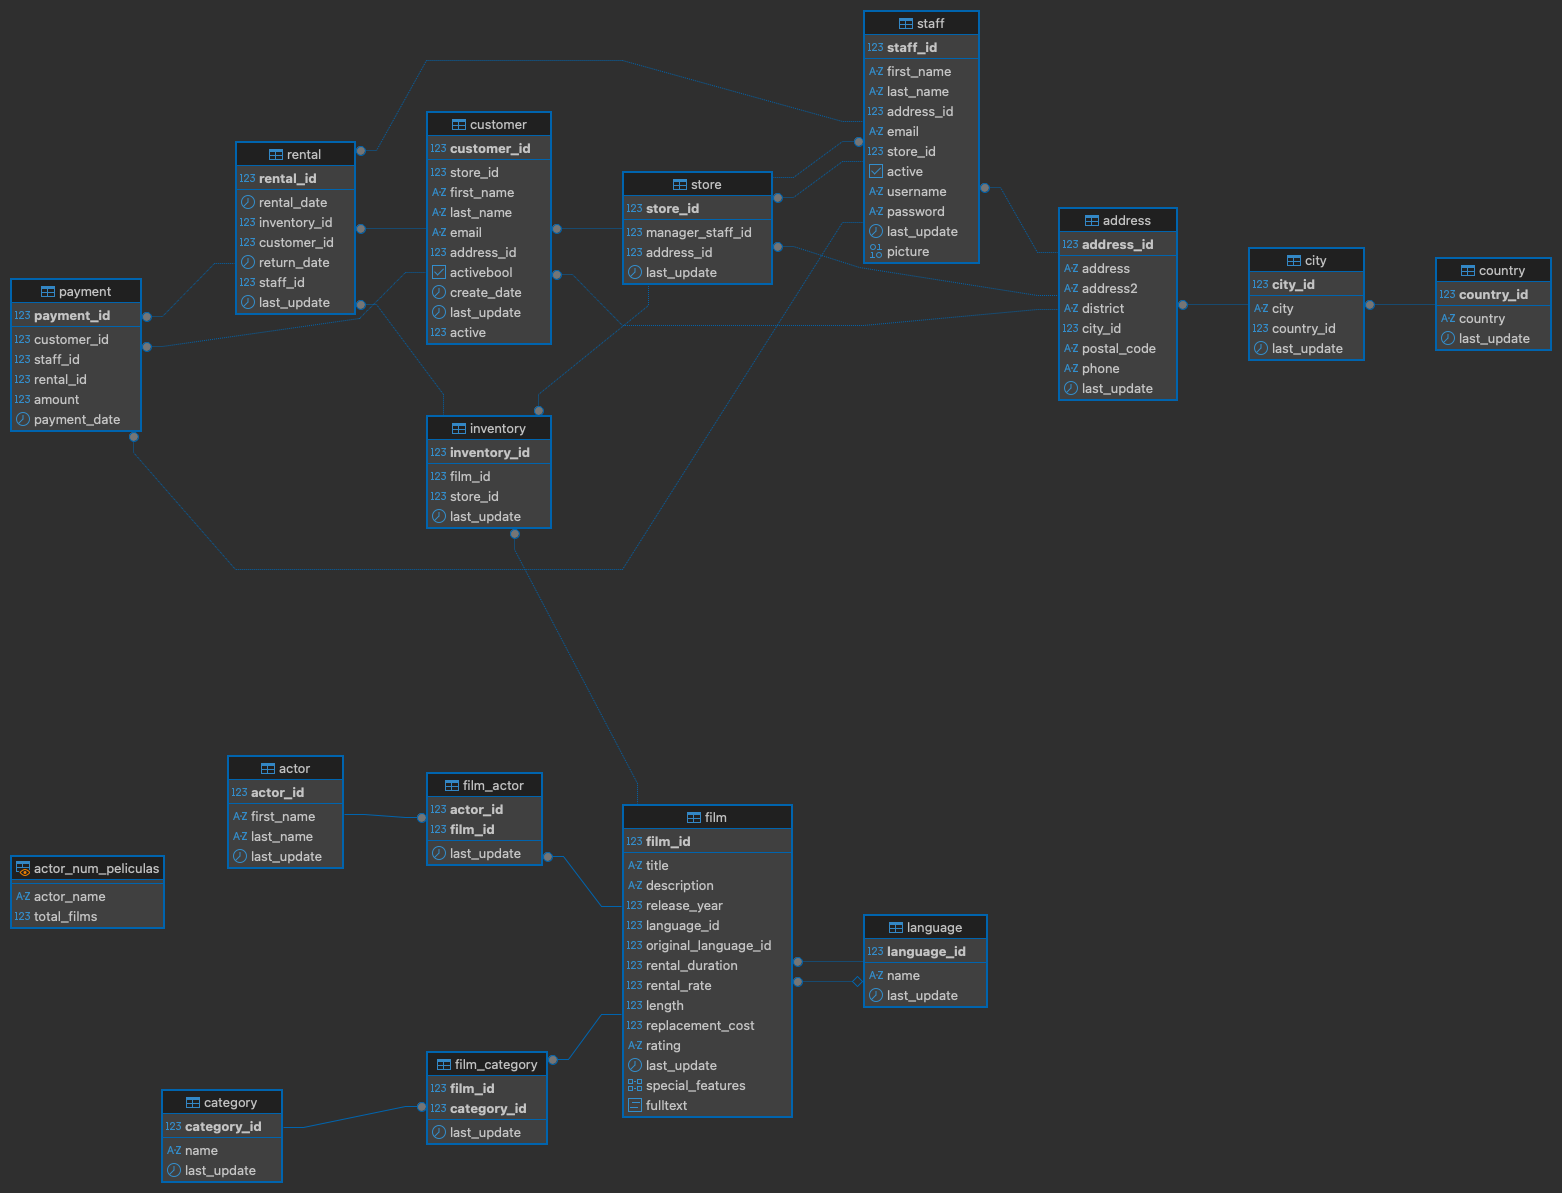 staff
123 staff_id
A-Z first_name
A-Z last_name
123 address_id
A-Z email
123 store_id
active
A-Z username
A-Z password
last_update
01 10 picture
customer
123 customer_id
123 store_id
A-Z first_name
A-Z last_name
A-Z email
123 address_id
activebool
create_date
last_update
123 active
rental
123 rental_id
rental_date
123 inventory_id
123 customer_id
return_date
123 staff_id
last_update
store
123 store_id
123 manager_staff_id
123 address_id
last_update
address
123 address_id
A-Z address
A-Z address2
A-Z district
123 city_id
A-Z postal_code
A-Z phone
last_update
city
123 city_id
A-Z city
123 country_id
last_update
country
123 country_id
A-Z country
last_update
payment
123 payment_id
123 customer_id
123 staff_id
123 rental_id
123 amount
payment_date
inventory
123 inventory_id
123 film_id
123 store_id
last_update
actor
123 actor_id
A-Z first_name
A-Z last_name
last_update
film_actor
123 actor_id
123 film_id
last_update
film
123 film_id
A-Z title
A-Z description
123 release_year
123 language_id
123 original_language_id
123 rental_duration
123 rental_rate
123 length
123 replacement_cost
A-Z rating
last_update
special_features
fulltext
actor_num_peliculas
A-Z actor_name
123 total_films
language
123 language_id
A-Z name
last_update
film_category
123 film_id
123 category_id
last_update
category
123 category_id
A-Z name
last_update